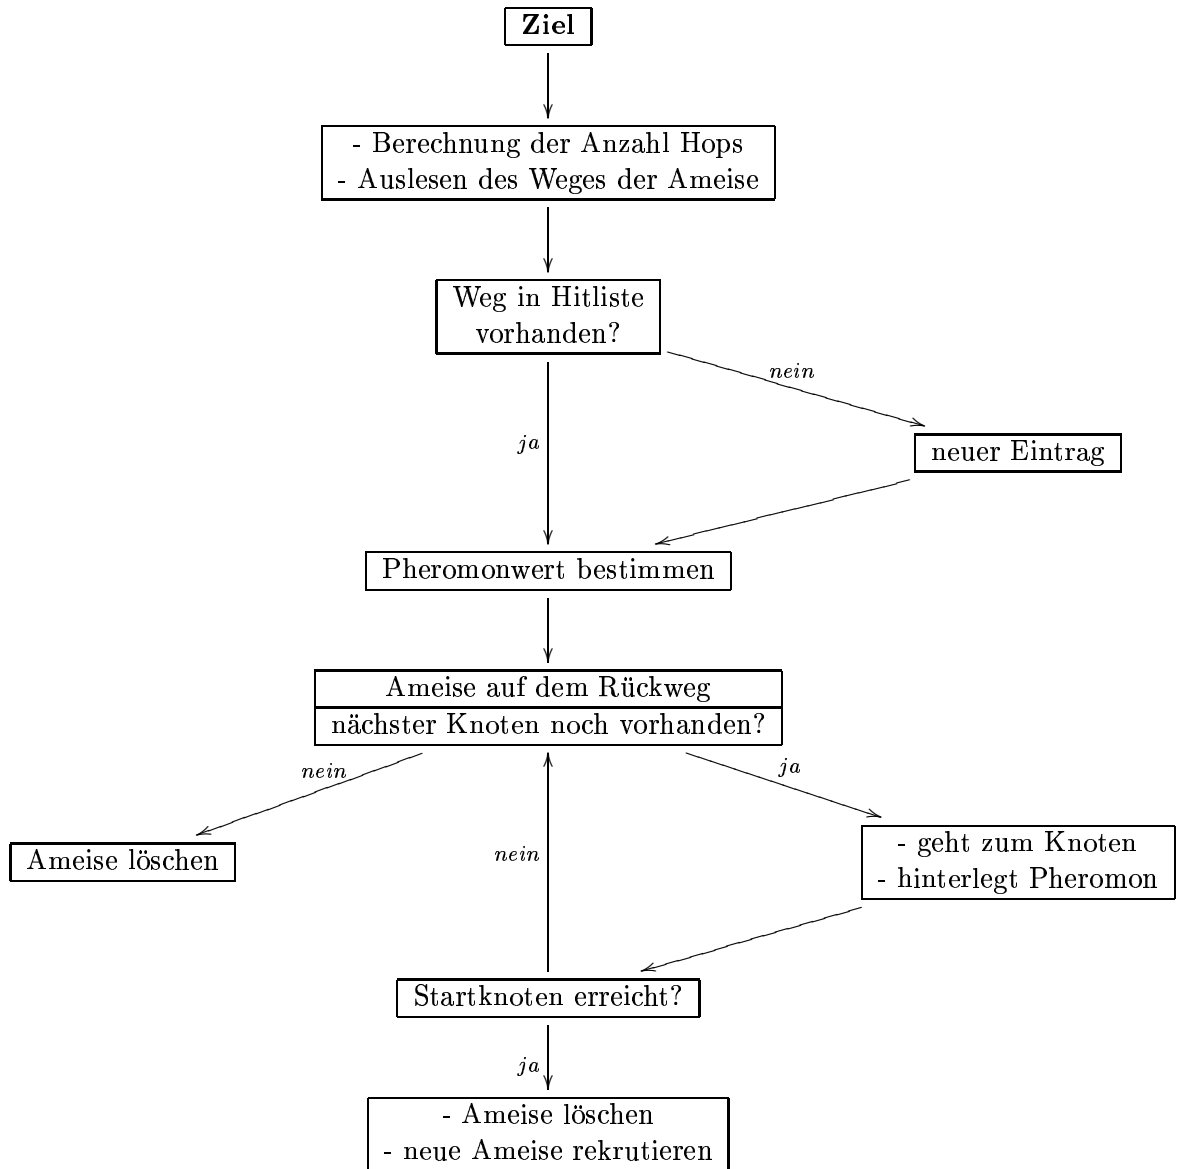 Ziel
- Berechnung der Anzahl Hops
- Auslesen des Weges der Ameise
Weg in Hitliste
vorhanden?
nein
ja
neuer Eintrag
Pheromonwert bestimmen
Ameise auf dem Rückweg
nächster Knoten noch vorhanden?
nein
ja
- geht zum Knoten
- hinterlegt Pheromon
Ameise löschen
nein
Startknoten erreicht?
ja
- Ameise löschen
- neue Ameise rekrutieren